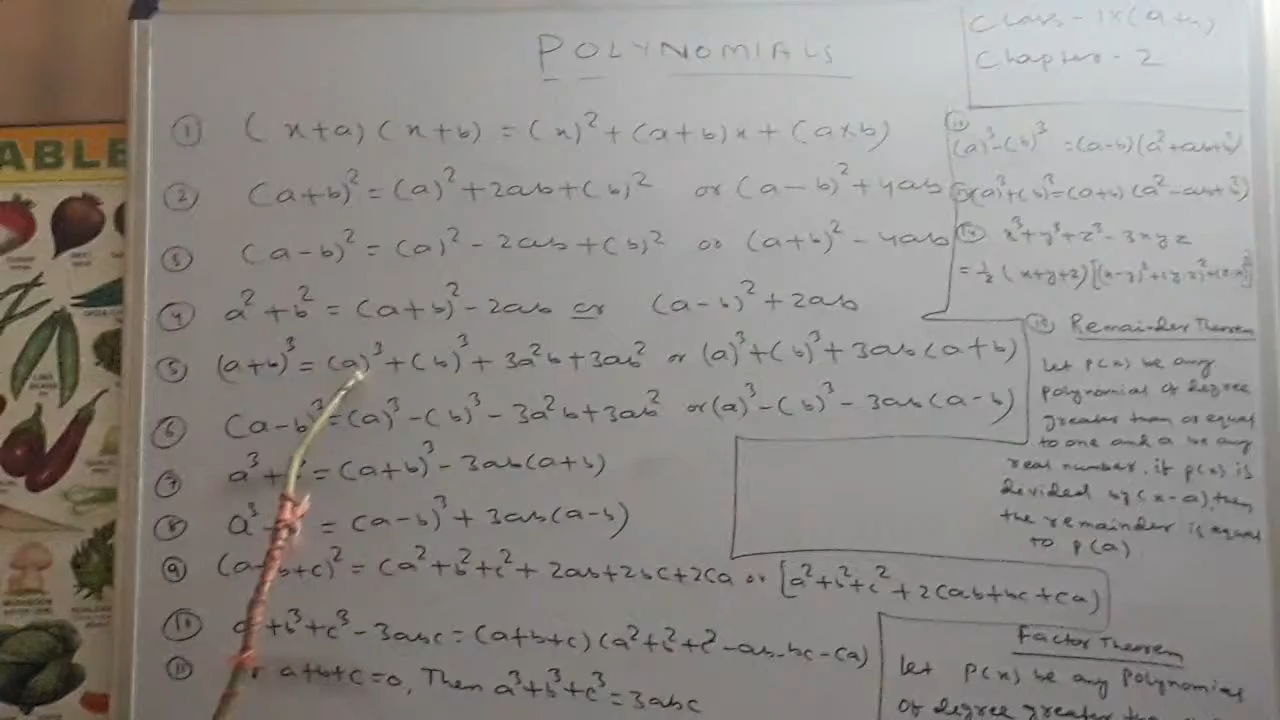 POLYNOMIALS
Class - IX (9th)
Chapter - 2
ABLE
① (x+a)(x+b) = (x)² + (a+b)x + (a×b)
② (a+b)² = (a)² + 2ab + (b)² or (a-b)² + 4ab
③ (a-b)² = (a)² - 2ab + (b)² or (a+b)² - 4ab
④ a² + b² = (a+b)² - 2ab or (a-b)² + 2ab
⑤ (a+b)³ = (a)³ + (b)³ + 3a²b + 3ab² or (a)³ + (b)³ + 3ab(a+b)
⑥ (a-b)³ = (a)³ - (b)³ - 3a²b + 3ab² or (a)³ - (b)³ - 3ab(a-b)
⑦ a³ + = (a+b)³ - 3ab(a+b)
⑧ a³ = (a-b)³ + 3ab(a-b)
⑨ (a+b+c)² = (a² + b² + c² + 2ab + 2bc + 2ca or [a² + b² + c² + 2(ab+bc+ca)
⑩ + b³ + c³ - 3abc = (a+b+c)(a² + b² + c² - ab - bc - ca)
⑪ a+b+c = 0, Then a³ + b³ + c³ = 3abc
(a)³ - (b)³ = (a-b)(a² + ab + b²)
(a)³ + (b)³ = (a+b)(a² - ab + b²)
⑭ x³ + y³ + z³ - 3xyz
= ½ (x+y+z)[(x-y)² + (y-z)² + (z-x)²]
Remainder Theorem
Let p(x) be any
polynomial of degree
greater than or equal
to one and a be any
real number, if p(x) is
divided by (x-a), then
the remainder is equal
to p(a)
Factor Theorem
Let p(x) be any polynomial
of degree greater